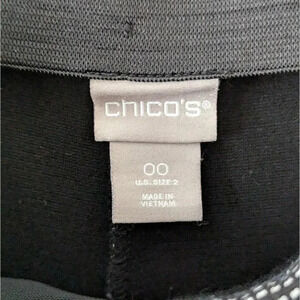 chico's®
00
U.S. SIZE 2
MADE IN
VIETNAM